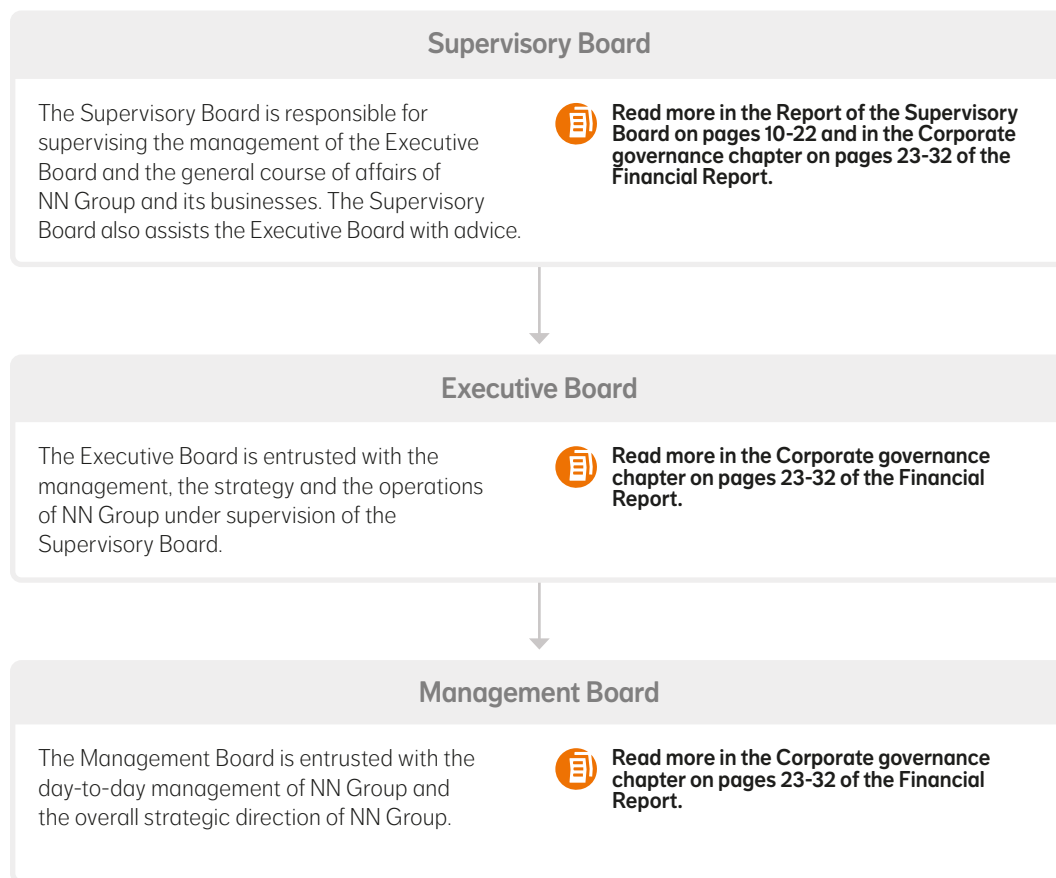 Supervisory Board
The Supervisory Board is responsible for
supervising the management of the Executive
Board and the general course of affairs of
NN Group and its businesses. The Supervisory
Board also assists the Executive Board with advice.
Read more in the Report of the Supervisory
Board on pages 10-22 and in the Corporate
governance chapter on pages 23-32 of the
Financial Report.
Executive Board
The Executive Board is entrusted with the
management, the strategy and the operations
of NN Group under supervision of the
Supervisory Board.
Read more in the Corporate governance
chapter on pages 23-32 of the Financial
Report.
Management Board
The Management Board is entrusted with the
day-to-day management of NN Group and
the overall strategic direction of NN Group.
Read more in the Corporate governance
chapter on pages 23-32 of the Financial
Report.